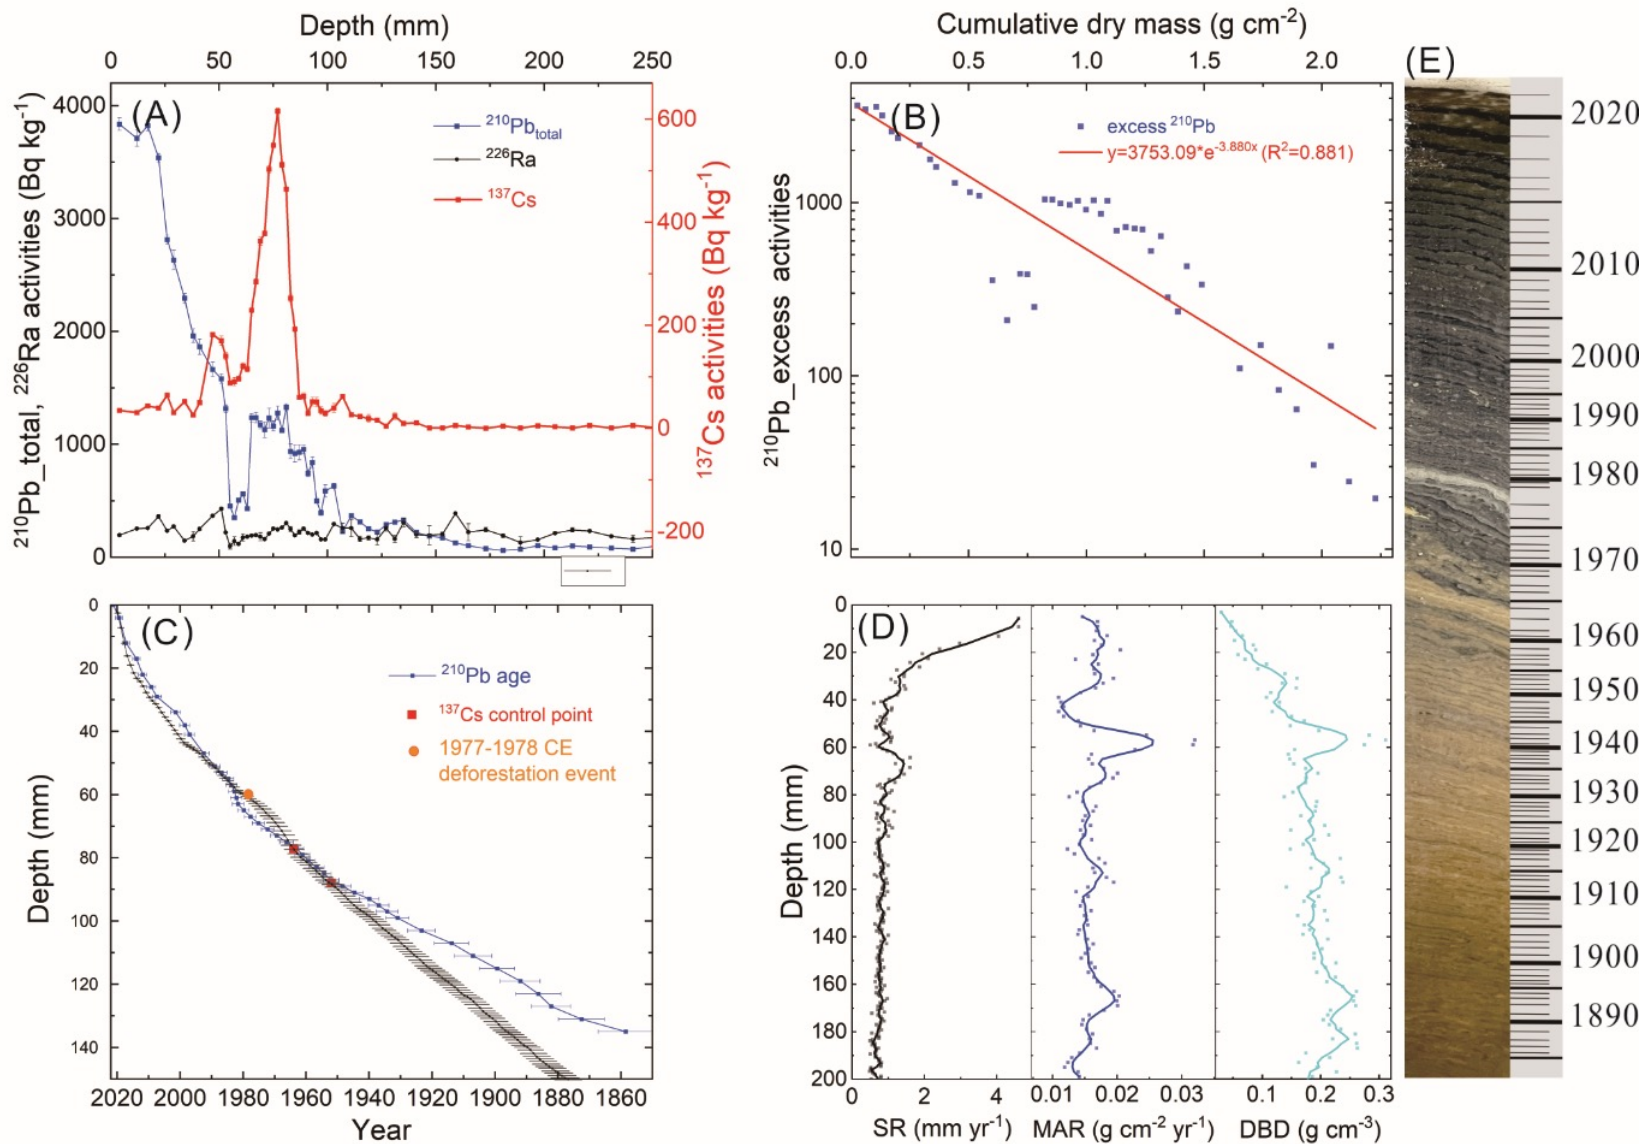 Depth (mm)
0 50 100 150 200 250
(A)
²¹⁰Pb_total, ²²⁶Ra activities (Bq kg⁻¹)
4000
3000
2000
1000
0
²¹⁰Pbtotal
²²⁶Ra
¹³⁷Cs
600
400
200
0
-200
¹³⁷Cs activities (Bq kg⁻¹)
Cumulative dry mass (g cm⁻²)
0.0 0.5 1.0 1.5 2.0
(B)
²¹⁰Pb_excess activities
1000
100
10
excess ²¹⁰Pb
y=3753.09*e^-3.880x (R²=0.881)
(C)
Depth (mm)
0
20
40
60
80
100
120
140
²¹⁰Pb age
¹³⁷Cs control point
1977-1978 CE
deforestation event
2020 2000 1980 1960 1940 1920 1900 1880 1860
Year
(D)
Depth (mm)
0
20
40
60
80
100
120
140
160
180
200
0 2 4
SR (mm yr⁻¹)
0.01 0.02 0.03
MAR (g cm⁻² yr⁻¹)
0.1 0.2 0.3
DBD (g cm⁻³)
(E)
2020
2010
2000
1990
1980
1970
1960
1950
1940
1930
1920
1910
1900
1890